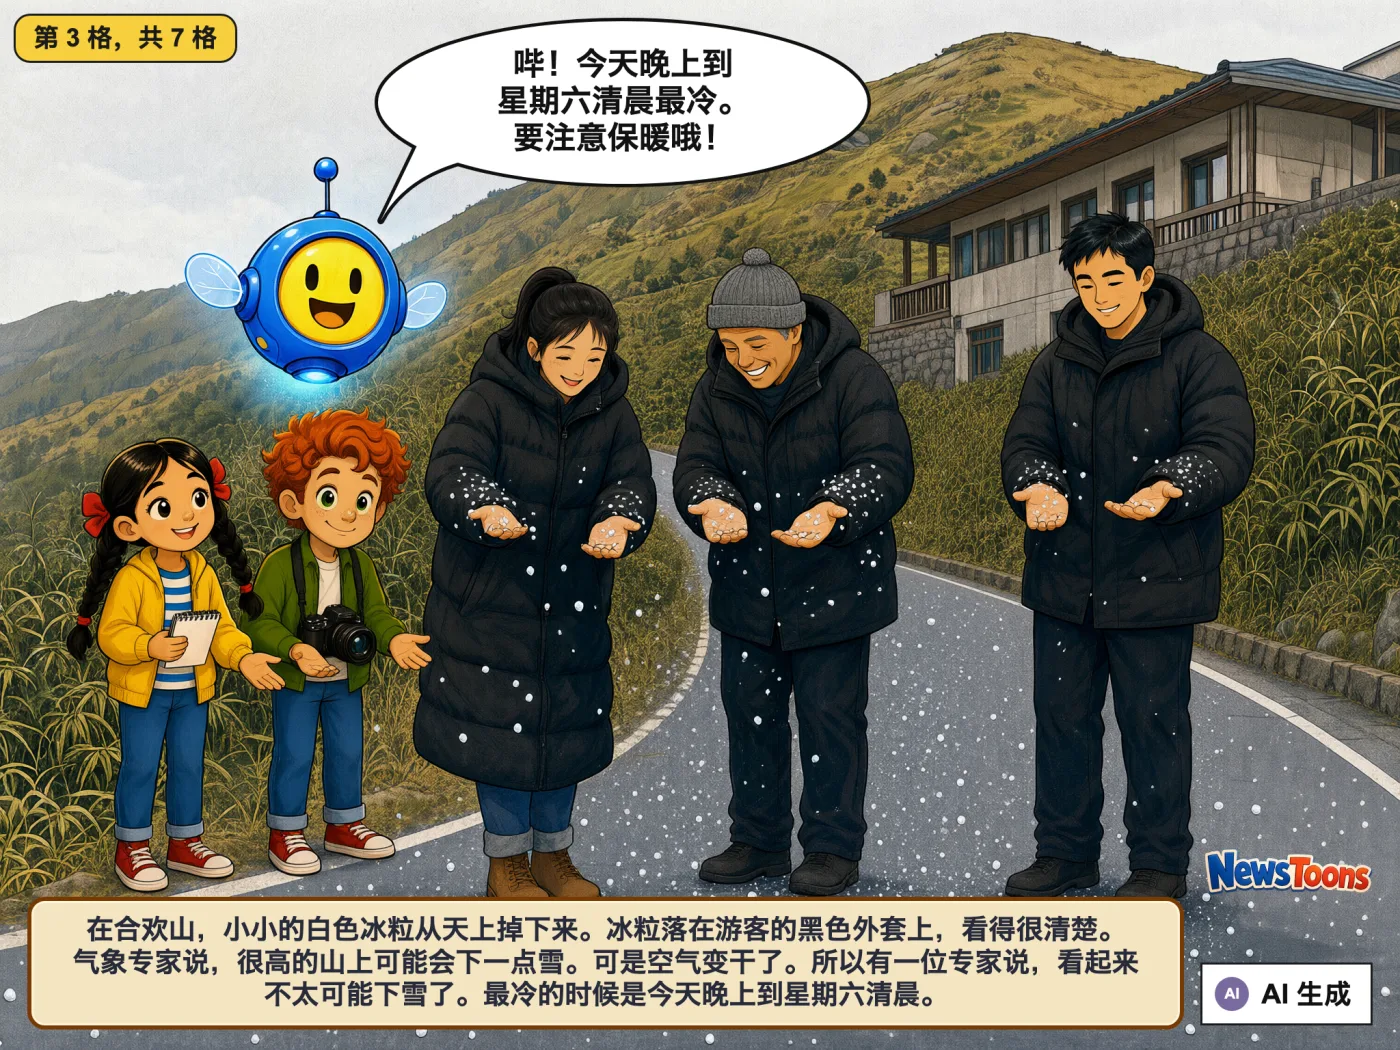 第 3 格，共 7 格
哔！今天晚上到
星期六清晨最冷。
要注意保暖哦！
NewsToons
在合欢山，小小的白色冰粒从天上掉下来。冰粒落在游客的黑色外套上，看得很清楚。
气象专家说，很高的山上可能会下一点雪。可是空气变干了。所以有一位专家说，看起来
不太可能下雪了。最冷的时候是今天晚上到星期六清晨。
AI AI 生成